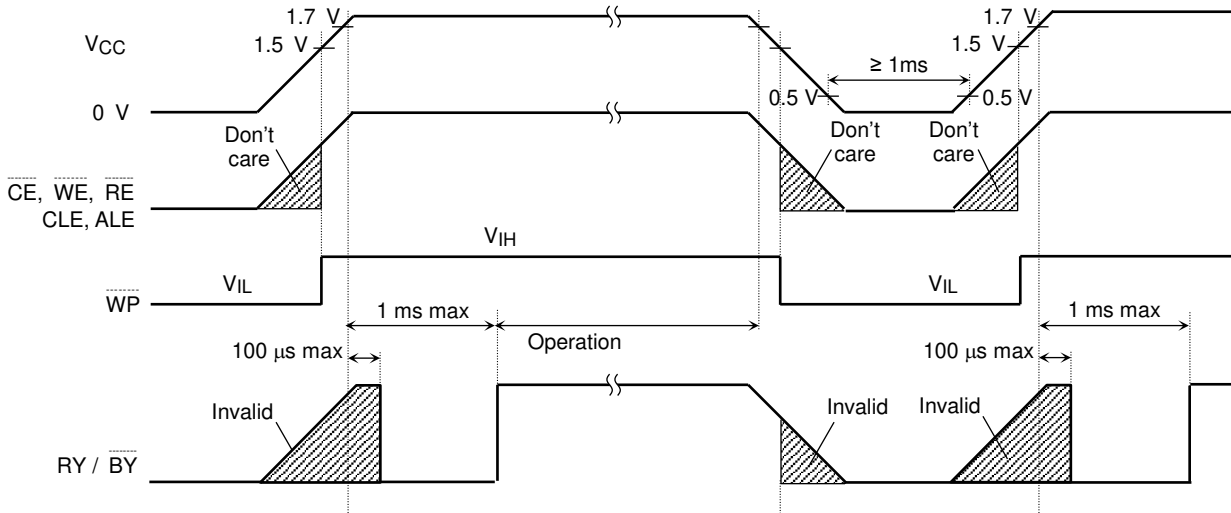 1.7 V
1.7 V
VCC
1.5 V
1.5 V
≥ 1ms
0.5 V
0.5 V
0 V
Don't care
Don't care
Don't care
CE, WE, RE
CLE, ALE
VIH
VIL
VIL
WP
1 ms max
1 ms max
Operation
100 μs max
100 μs max
Invalid
Invalid
Invalid
RY / BY